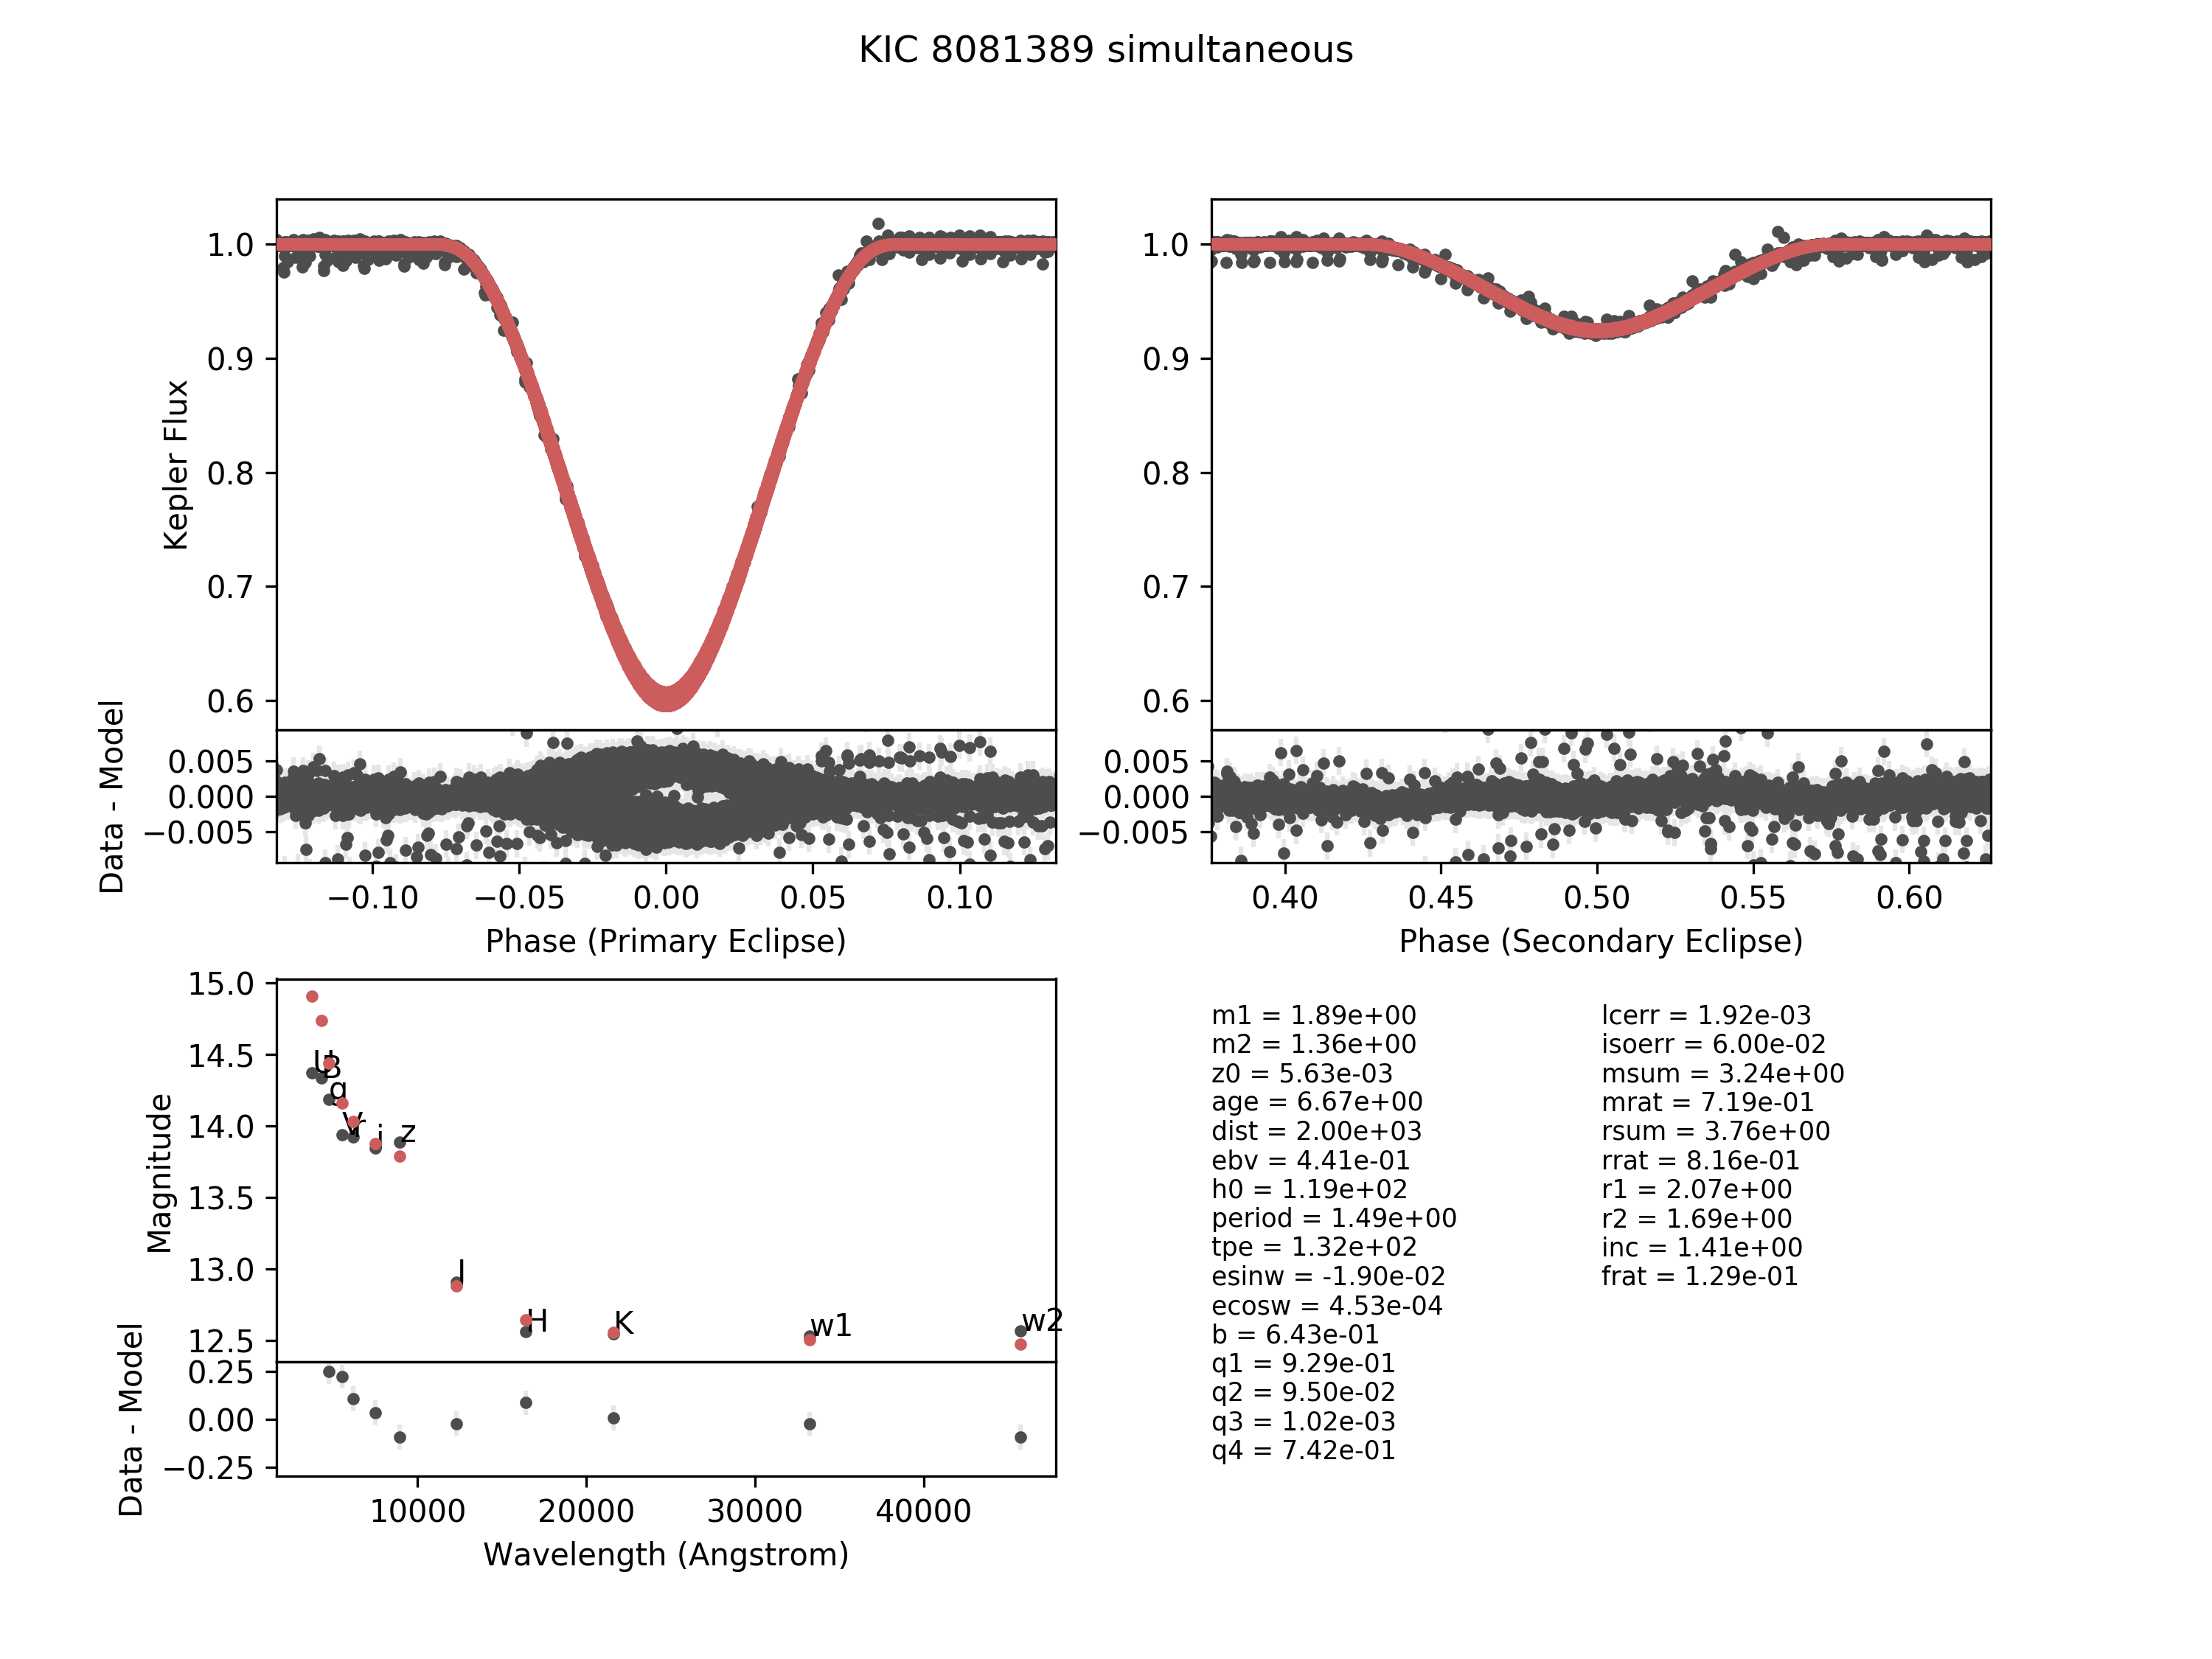 KIC 8081389 simultaneous
Kepler Flux
1.0
0.9
0.8
0.7
0.6
Data - Model
0.005
0.000
−0.005
−0.10 −0.05 0.00 0.05 0.10
Phase (Primary Eclipse)
1.0
0.9
0.8
0.7
0.6
0.005
0.000
−0.005
0.40 0.45 0.50 0.55 0.60
Phase (Secondary Eclipse)
Magnitude
15.0
14.5
14.0
13.5
13.0
12.5
U
B
g
V
r
i
z
J
H
K
w1
w2
Data - Model
0.25
0.00
−0.25
10000 20000 30000 40000
Wavelength (Angstrom)
m1 = 1.89e+00
m2 = 1.36e+00
z0 = 5.63e-03
age = 6.67e+00
dist = 2.00e+03
ebv = 4.41e-01
h0 = 1.19e+02
period = 1.49e+00
tpe = 1.32e+02
esinw = -1.90e-02
ecosw = 4.53e-04
b = 6.43e-01
q1 = 9.29e-01
q2 = 9.50e-02
q3 = 1.02e-03
q4 = 7.42e-01
lcerr = 1.92e-03
isoerr = 6.00e-02
msum = 3.24e+00
mrat = 7.19e-01
rsum = 3.76e+00
rrat = 8.16e-01
r1 = 2.07e+00
r2 = 1.69e+00
inc = 1.41e+00
frat = 1.29e-01